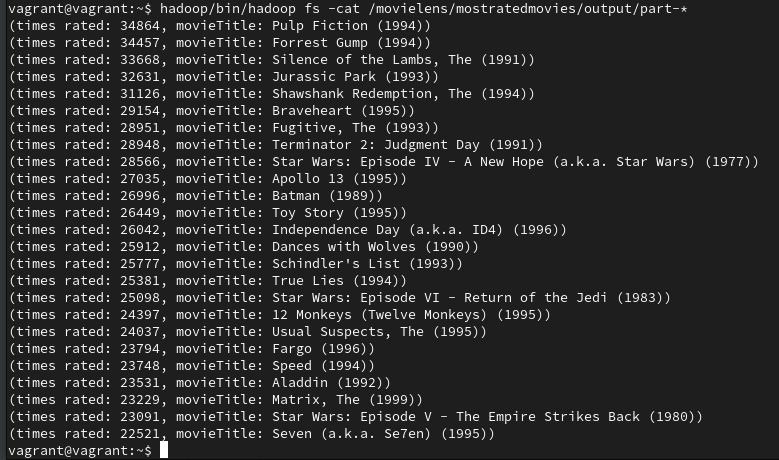 vagrant@vagrant:~$ hadoop/bin/hadoop fs -cat /movielens/mostratedmovies/output/part-*
(times rated: 34864, movieTitle: Pulp Fiction (1994))
(times rated: 34457, movieTitle: Forrest Gump (1994))
(times rated: 33668, movieTitle: Silence of the Lambs, The (1991))
(times rated: 32631, movieTitle: Jurassic Park (1993))
(times rated: 31126, movieTitle: Shawshank Redemption, The (1994))
(times rated: 29154, movieTitle: Braveheart (1995))
(times rated: 28951, movieTitle: Fugitive, The (1993))
(times rated: 28948, movieTitle: Terminator 2: Judgment Day (1991))
(times rated: 28566, movieTitle: Star Wars: Episode IV - A New Hope (a.k.a. Star Wars) (1977))
(times rated: 27035, movieTitle: Apollo 13 (1995))
(times rated: 26996, movieTitle: Batman (1989))
(times rated: 26449, movieTitle: Toy Story (1995))
(times rated: 26042, movieTitle: Independence Day (a.k.a. ID4) (1996))
(times rated: 25912, movieTitle: Dances with Wolves (1990))
(times rated: 25777, movieTitle: Schindler's List (1993))
(times rated: 25381, movieTitle: True Lies (1994))
(times rated: 25098, movieTitle: Star Wars: Episode VI - Return of the Jedi (1983))
(times rated: 24397, movieTitle: 12 Monkeys (Twelve Monkeys) (1995))
(times rated: 24037, movieTitle: Usual Suspects, The (1995))
(times rated: 23794, movieTitle: Fargo (1996))
(times rated: 23748, movieTitle: Speed (1994))
(times rated: 23531, movieTitle: Aladdin (1992))
(times rated: 23229, movieTitle: Matrix, The (1999))
(times rated: 23091, movieTitle: Star Wars: Episode V - The Empire Strikes Back (1980))
(times rated: 22521, movieTitle: Seven (a.k.a. Se7en) (1995))
vagrant@vagrant:~$